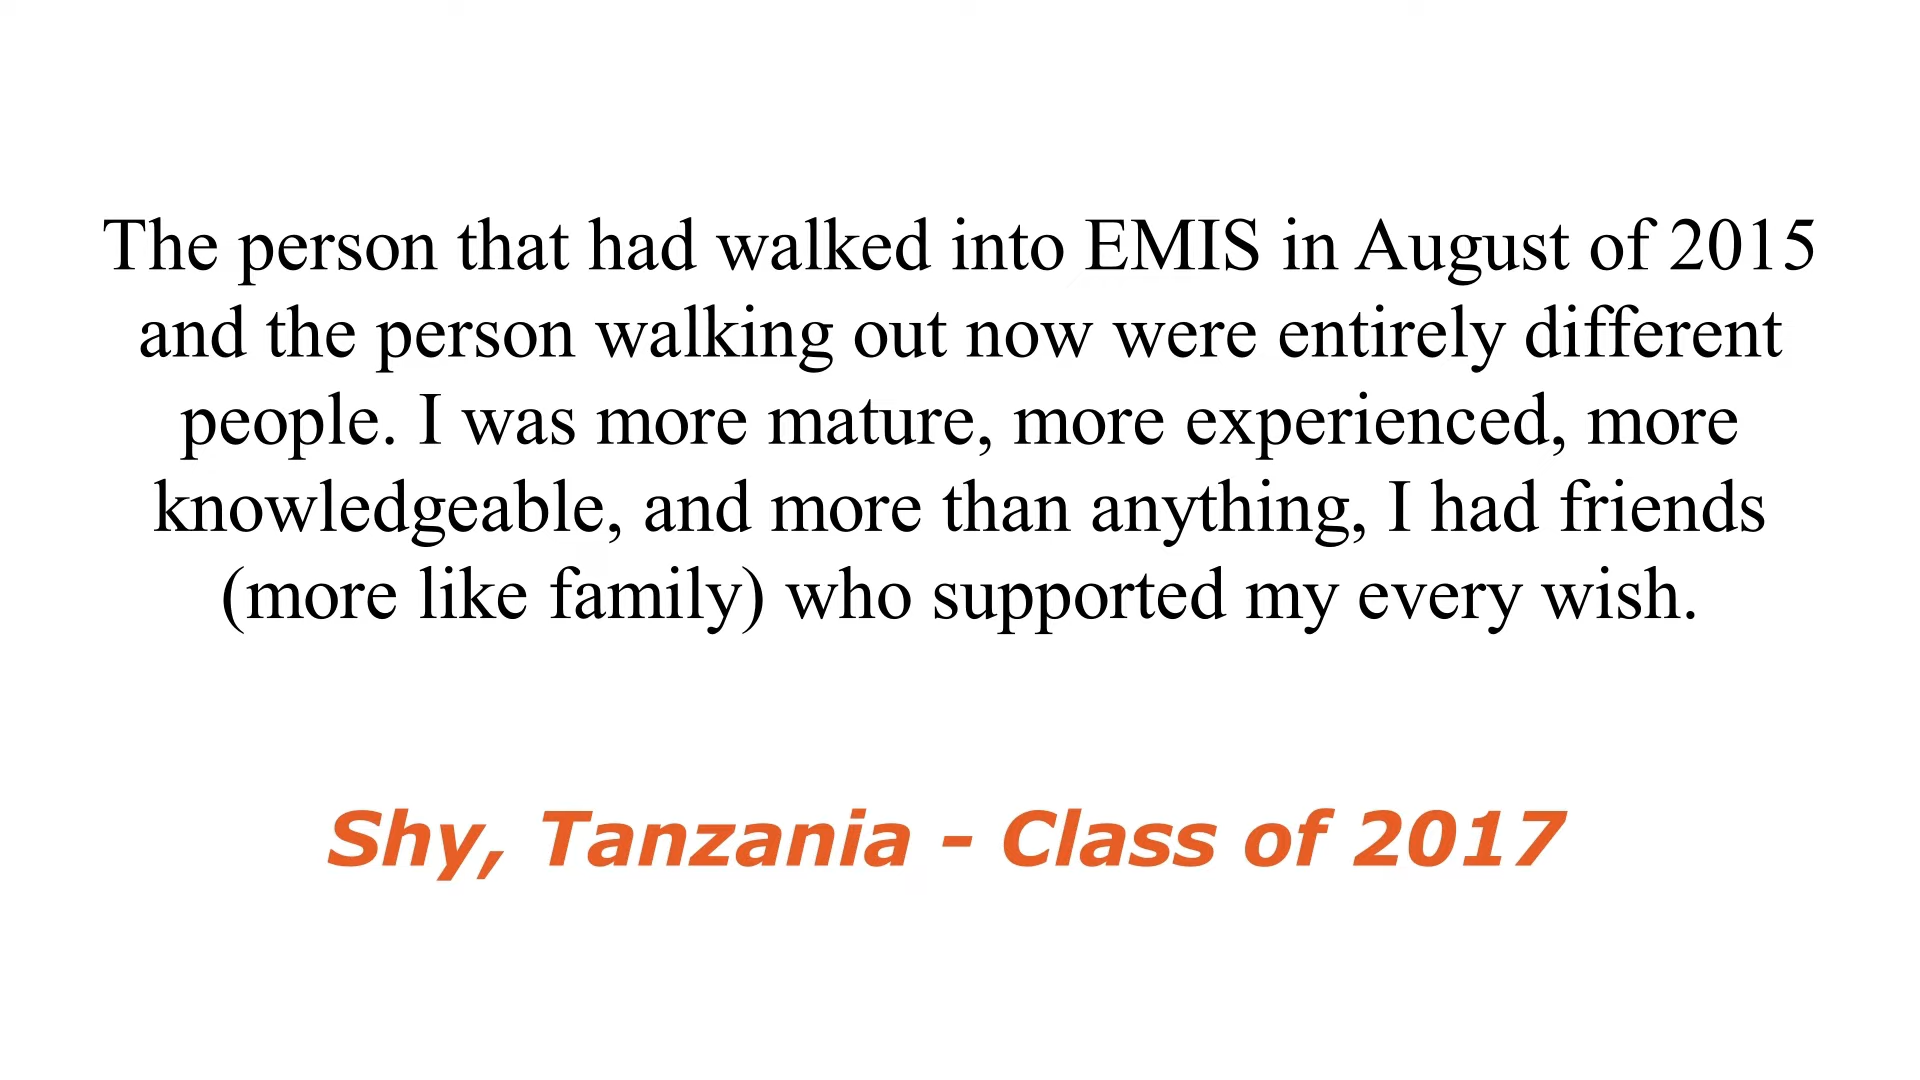 The person that had walked into EMIS in August of 2015
and the person walking out now were entirely different
people. I was more mature, more experienced, more
knowledgeable, and more than anything, I had friends
(more like family) who supported my every wish.
Shy, Tanzania - Class of 2017